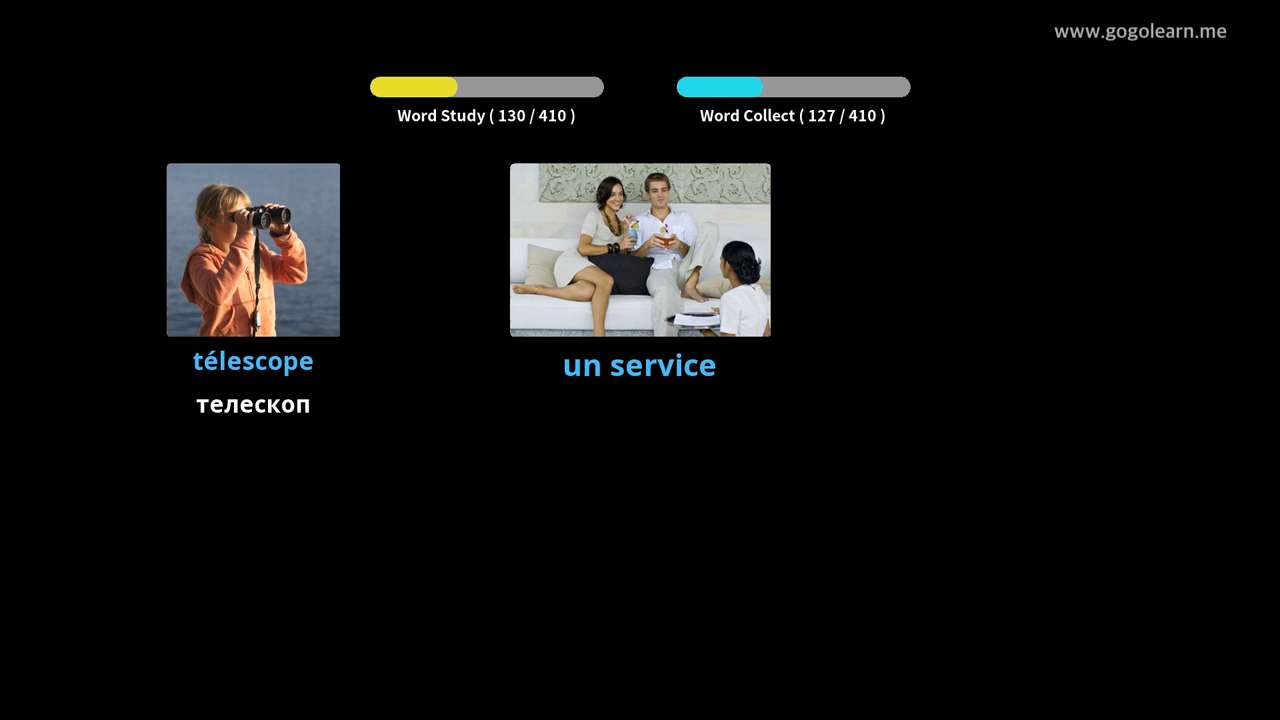 www.gogolearn.me
Word Study ( 130 / 410 )
Word Collect ( 127 / 410 )
télescope
телескоп
un service